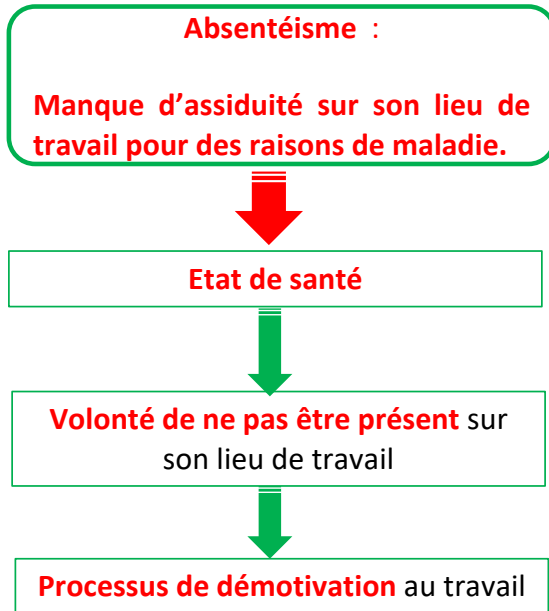 Absentéisme :
Manque d’assiduité sur son lieu de
travail pour des raisons de maladie.
Etat de santé
Volonté de ne pas être présent sur
son lieu de travail
Processus de démotivation au travail